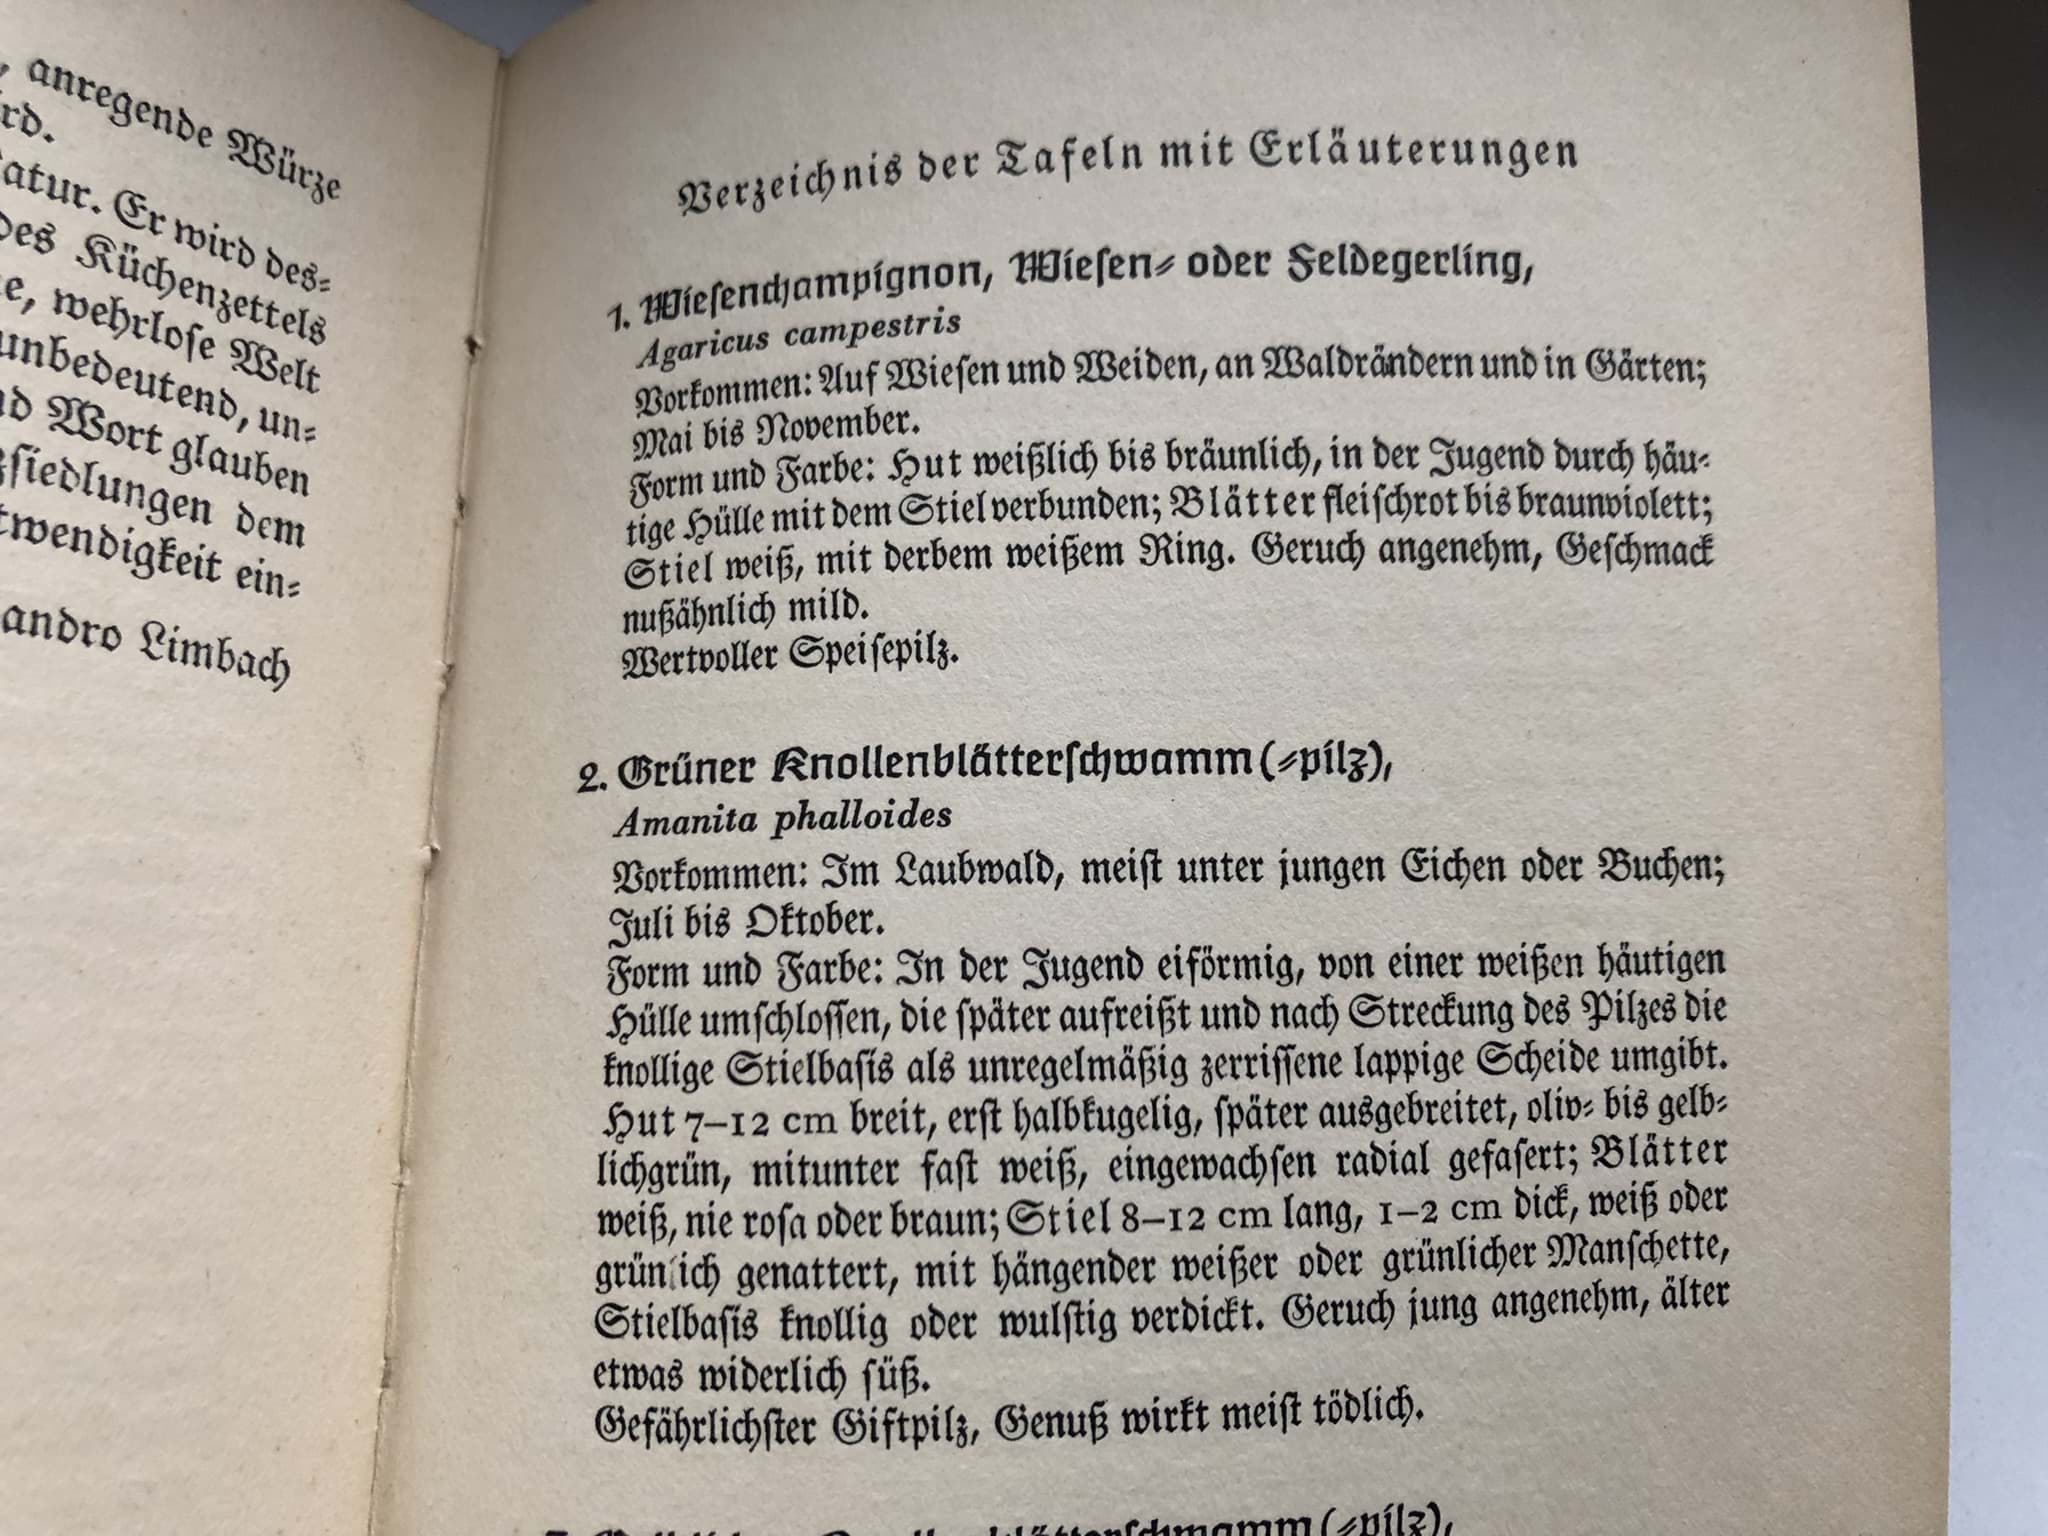 anregende Würze
atur. Er wird des⸗
des Küchenzettels
wehrloſe Welt
unbedeutend, un⸗
Wort glauben
ſiedlungen dem
twendigkeit ein⸗
andro Limbach
Verzeichnis der Tafeln mit Erläuterungen
1. Wieſenchampignon, Wieſen⸗ oder Feldegerling,
Agaricus campestris
Vorkommen: Auf Wieſen und Weiden, an Waldrändern und in Gärten;
Mai bis November.
Form und Farbe: Hut weißlich bis bräunlich, in der Jugend durch häu⸗
tige Hülle mit dem Stiel verbunden; Blätter fleiſchrot bis braunviolett;
Stiel weiß, mit derbem weißem Ring. Geruch angenehm, Geſchmack
nußähnlich mild.
Wertvoller Speiſepilz.
2. Grüner Knollenblätterſchwamm (⸗pilz),
Amanita phalloides
Vorkommen: Im Laubwald, meiſt unter jungen Eichen oder Buchen;
Juli bis Oktober.
Form und Farbe: In der Jugend eiförmig, von einer weißen häutigen
Hülle umſchloſſen, die ſpäter aufreißt und nach Streckung des Pilzes die
knollige Stielbaſis als unregelmäßig zerriſſene lappige Scheide umgibt.
Hut 7–12 cm breit, erſt halbkugelig, ſpäter ausgebreitet, oliv⸗ bis gelb⸗
lichgrün, mitunter faſt weiß, eingewachſen radial gefaſert; Blätter
weiß, nie roſa oder braun; Stiel 8–12 cm lang, 1–2 cm dick, weiß oder
grünlich genattert, mit hängender weißer oder grünlicher Manſchette,
Stielbaſis knollig oder wulſtig verdickt. Geruch jung angenehm, älter
etwas widerlich ſüß.
Gefährlichſter Giftpilz, Genuß wirkt meiſt tödlich.
(⸗pilz),